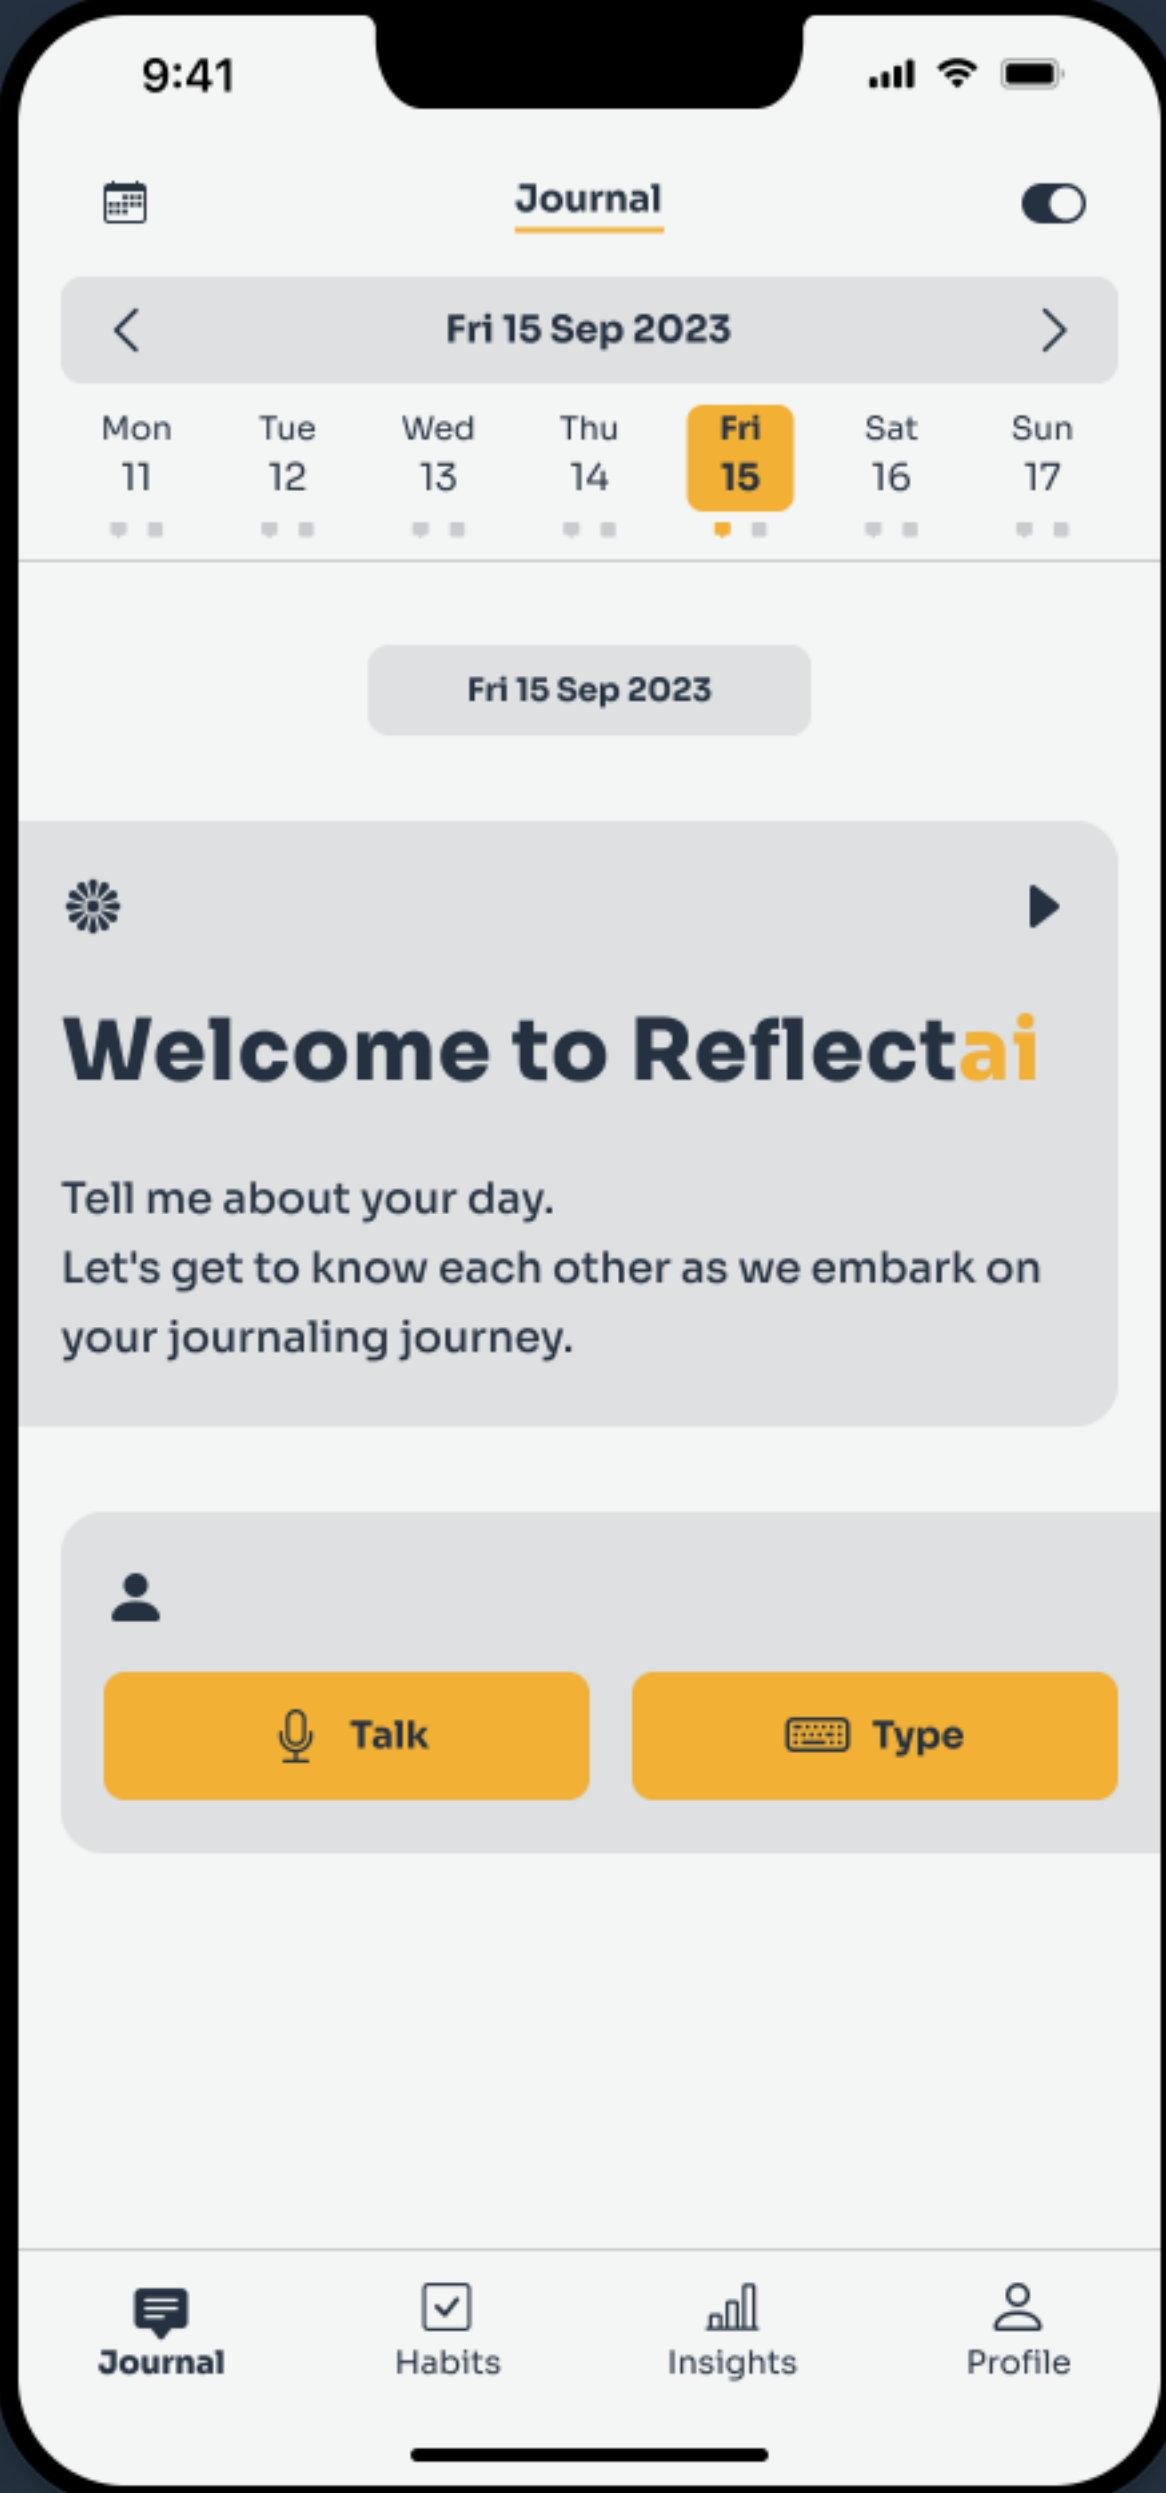 9:41
Journal
Fri 15 Sep 2023
Mon Tue Wed Thu Fri Sat Sun
11 12 13 14 15 16 17
Fri 15 Sep 2023
Welcome to Reflectai
Tell me about your day.
Let's get to know each other as we embark on
your journaling journey.
Talk Type
Journal Habits Insights Profile